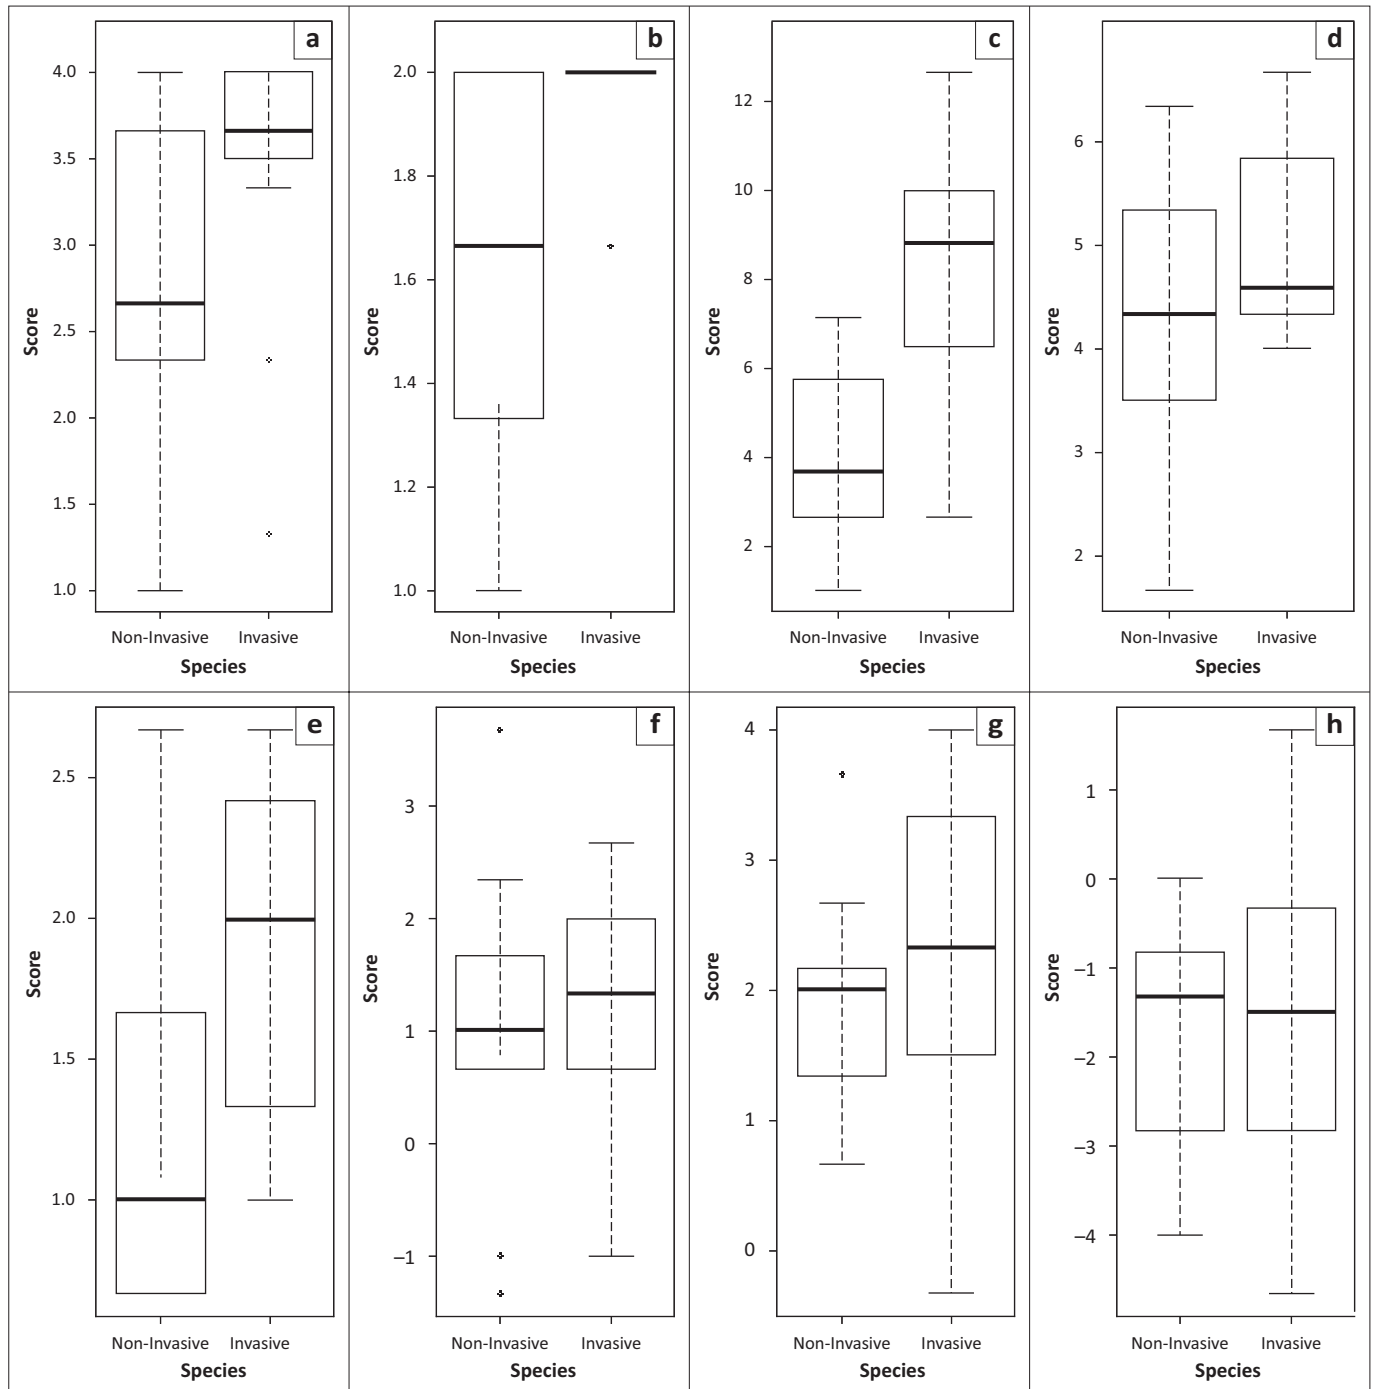 a
4.0
3.5
3.0
2.5
2.0
1.5
1.0
Score
Non-Invasive Invasive
Species
b
2.0
1.8
1.6
1.4
1.2
1.0
Score
Non-Invasive Invasive
Species
c
12
10
8
6
4
2
Score
Non-Invasive Invasive
Species
d
6
5
4
3
2
Score
Non-Invasive Invasive
Species
e
2.5
2.0
1.5
1.0
Score
Non-Invasive Invasive
Species
f
3
2
1
0
−1
Score
Non-Invasive Invasive
Species
g
4
3
2
1
0
Score
Non-Invasive Invasive
Species
h
1
0
−1
−2
−3
−4
Score
Non-Invasive Invasive
Species